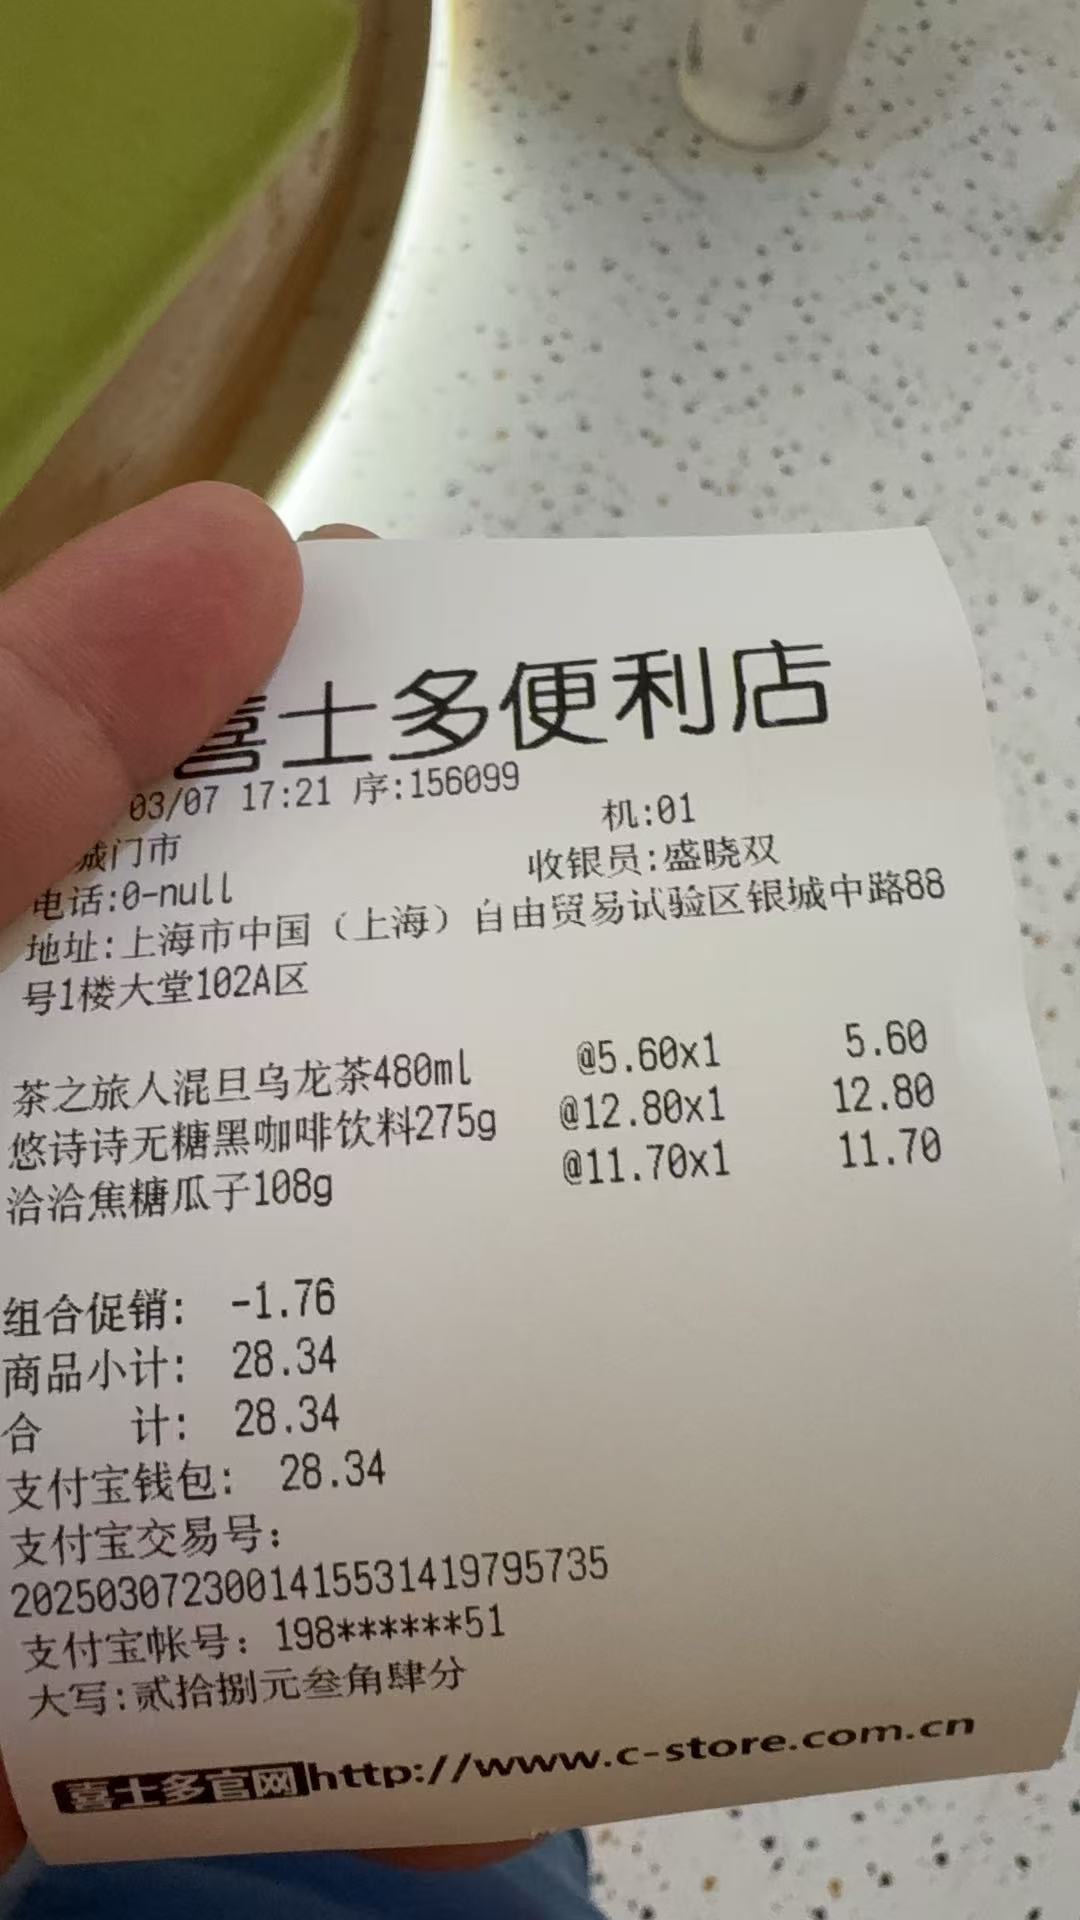 喜士多便利店
03/07 17:21 序:156099
机:01
城门市
收银员:盛晓双
电话:0-null
地址:上海市中国（上海）自由贸易试验区银城中路88
号1楼大堂102A区
茶之旅人混旦乌龙茶480ml @5.60x1 5.60
悠诗诗无糖黑咖啡饮料275g @12.80x1 12.80
洽洽焦糖瓜子108g @11.70x1 11.70
组合促销: -1.76
商品小计: 28.34
合 计: 28.34
支付宝钱包: 28.34
支付宝交易号:
2025030723001415531419795735
支付宝帐号: 198******51
大写:贰拾捌元叁角肆分
喜士多官网http://www.c-store.com.cn